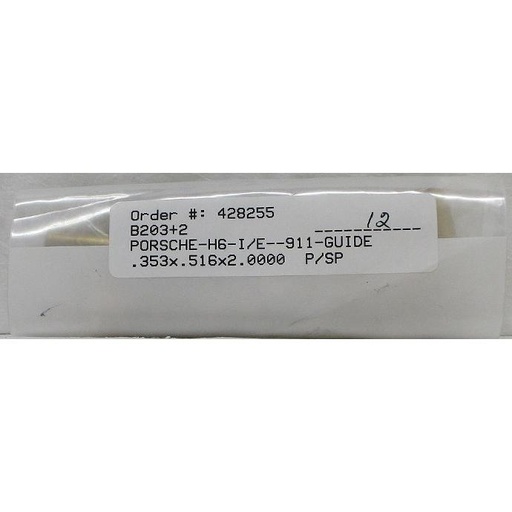 Order #: 428255
B203+2 12
PORSCHE-H6-I/E--911-GUIDE
.353x.516x2.0000 P/SP